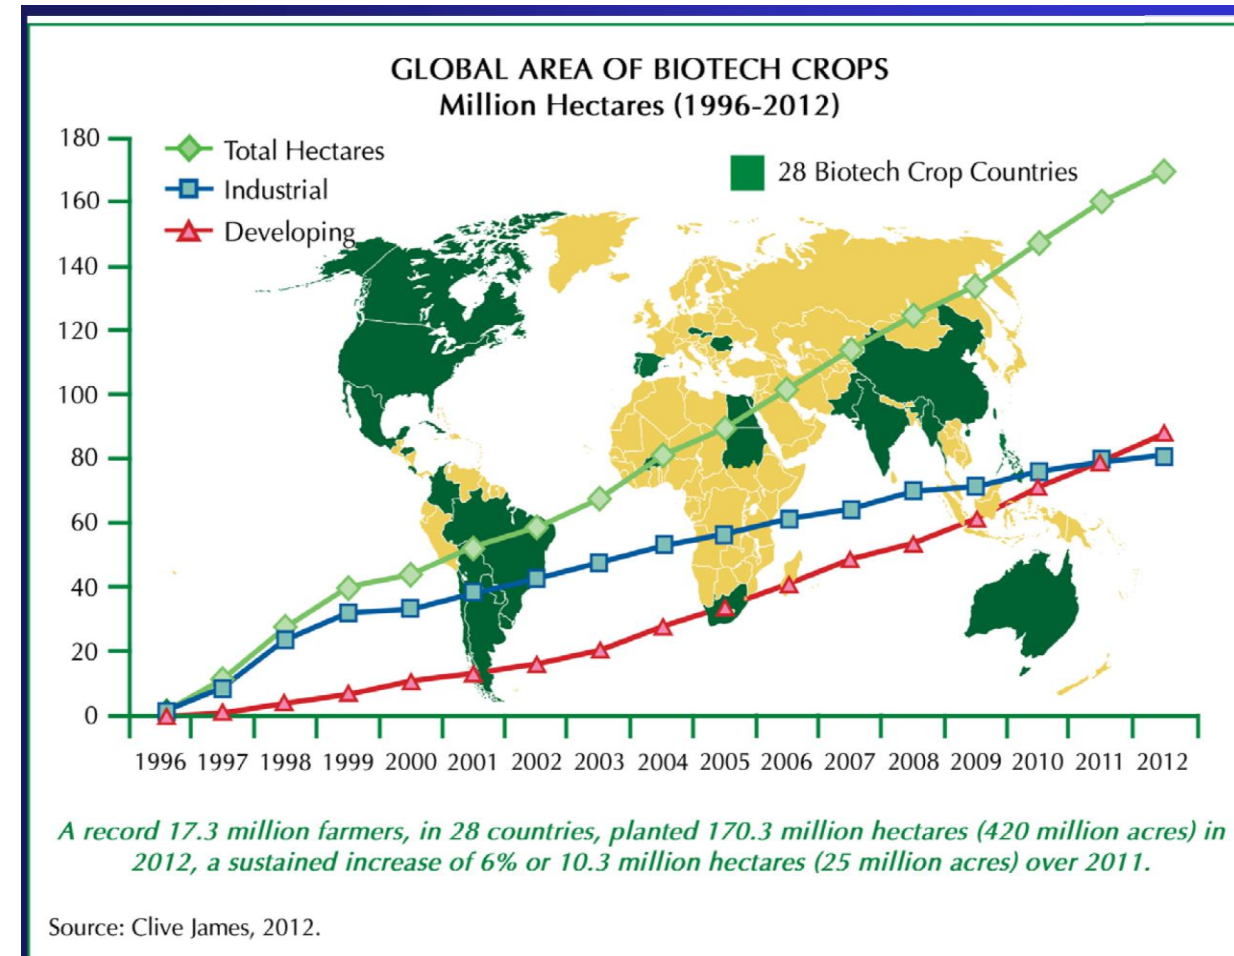 GLOBAL AREA OF BIOTECH CROPS
Million Hectares (1996-2012)
180
160
140
120
100
80
60
40
20
0
Total Hectares
Industrial
Developing
28 Biotech Crop Countries
1996 1997 1998 1999 2000 2001 2002 2003 2004 2005 2006 2007 2008 2009 2010 2011 2012
A record 17.3 million farmers, in 28 countries, planted 170.3 million hectares (420 million acres) in
2012, a sustained increase of 6% or 10.3 million hectares (25 million acres) over 2011.
Source: Clive James, 2012.